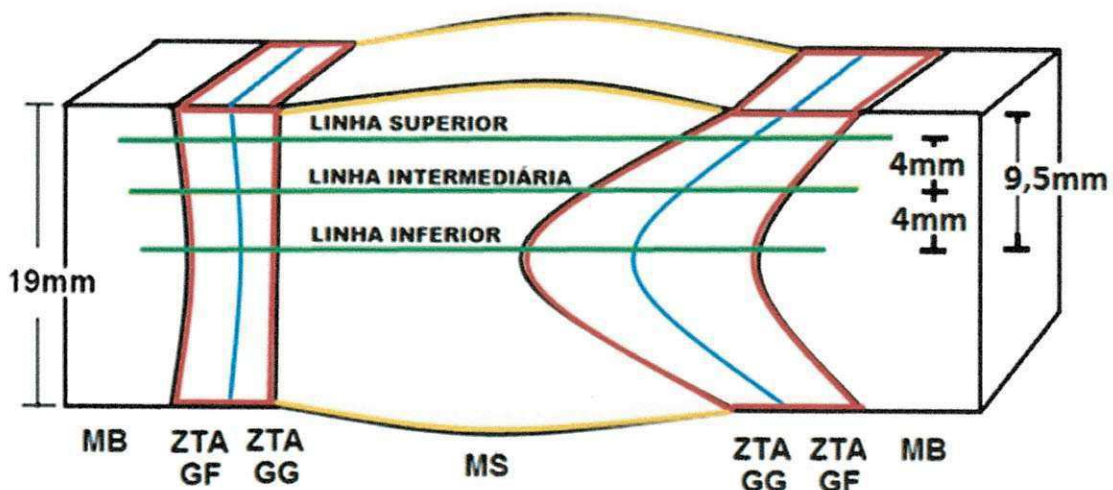 LINHA SUPERIOR
LINHA INTERMEDIÁRIA
LINHA INFERIOR
4mm
4mm
9,5mm
19mm
MB
ZTA
GF
ZTA
GG
MS
ZTA
GG
ZTA
GF
MB